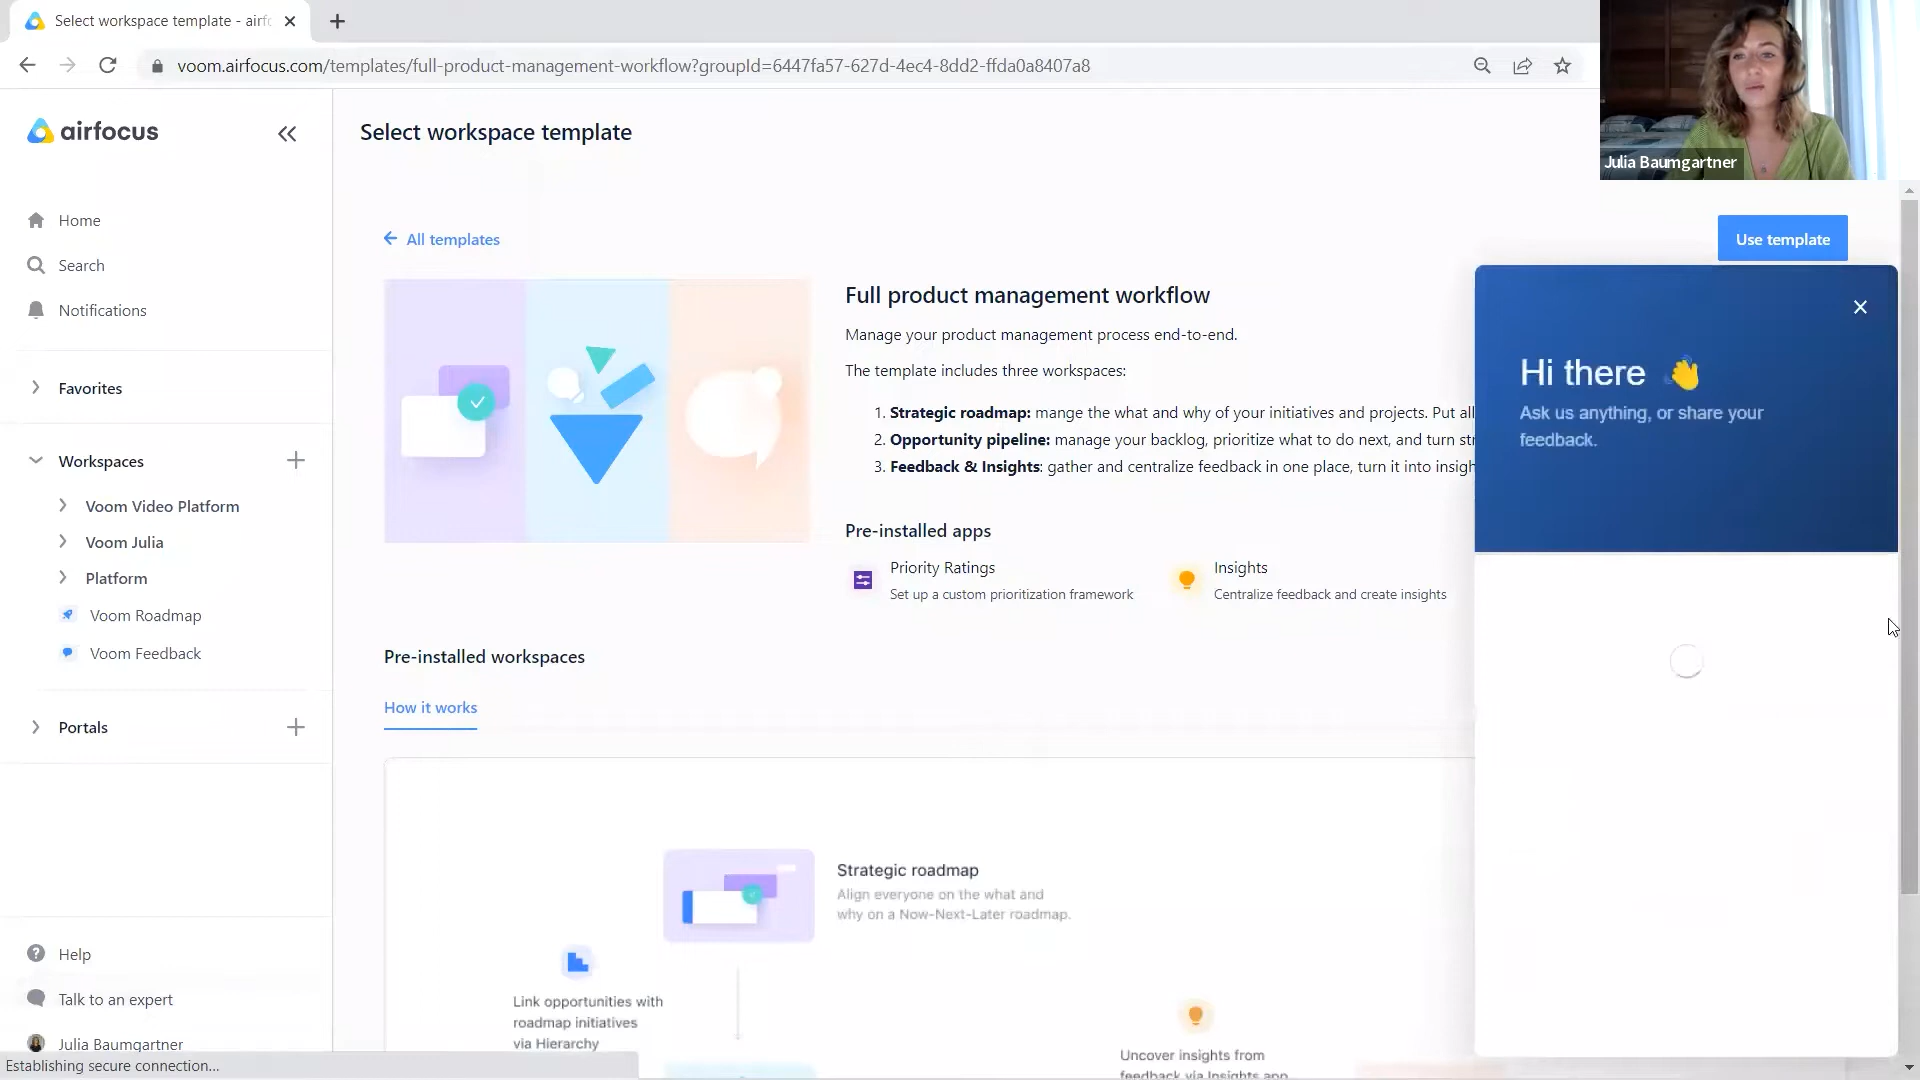 Select workspace template - airfc
voom.airfocus.com/templates/full-product-management-workflow?groupId=6447fa57-627d-4ec4-8dd2-ffda0a8407a8
Julia Baumgartner
airfocus
Home
Search
Notifications
Favorites
Workspaces
Voom Video Platform
Voom Julia
Platform
Voom Roadmap
Voom Feedback
Portals
Help
Talk to an expert
Julia Baumgartner
Establishing secure connection...
Select workspace template
All templates
Use template
Full product management workflow
Manage your product management process end-to-end.
The template includes three workspaces:
1. Strategic roadmap: mange the what and why of your initiatives and projects. Put all
2. Opportunity pipeline: manage your backlog, prioritize what to do next, and turn str
3. Feedback & Insights: gather and centralize feedback in one place, turn it into insigh
Pre-installed apps
Priority Ratings
Set up a custom prioritization framework
Insights
Centralize feedback and create insights
Pre-installed workspaces
How it works
Strategic roadmap
Align everyone on the what and
why on a Now-Next-Later roadmap.
Link opportunities with
roadmap initiatives
via Hierarchy
Uncover insights from
feedback via Insights app
Hi there 👋
Ask us anything, or share your
feedback.